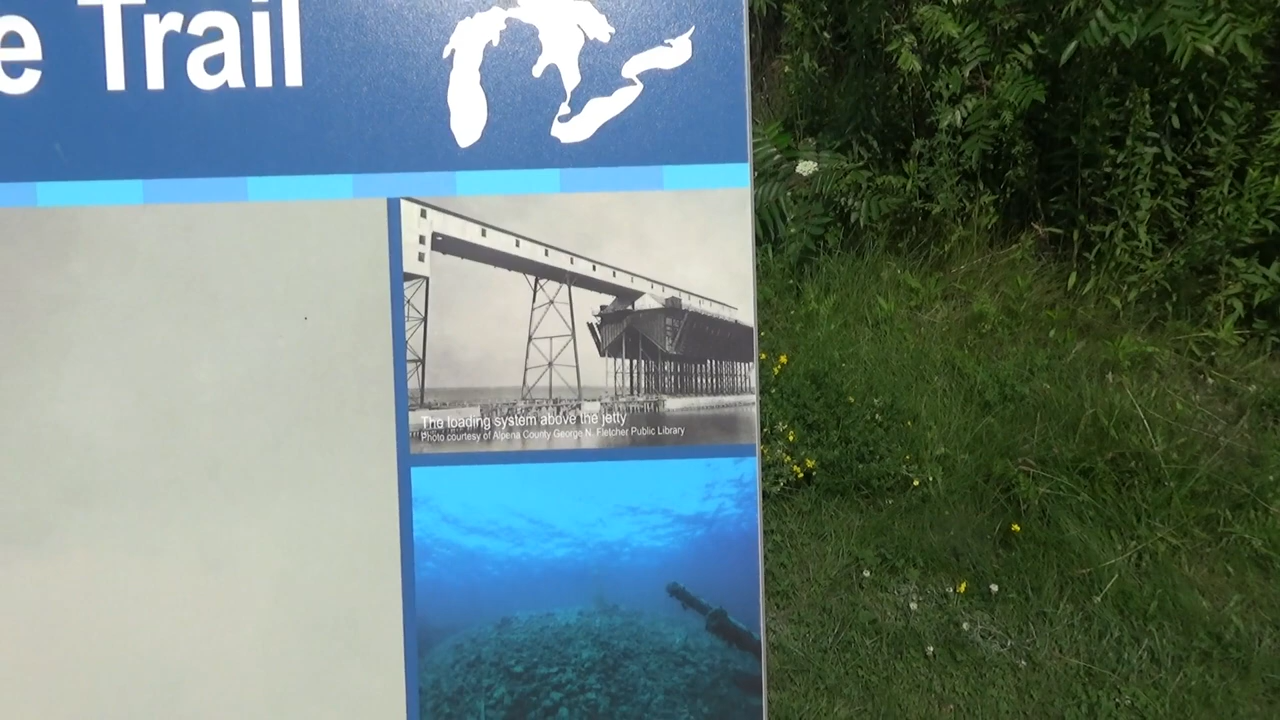 e Trail
The loading system above the jetty
Photo courtesy of Alpena County George N. Fletcher Public Library